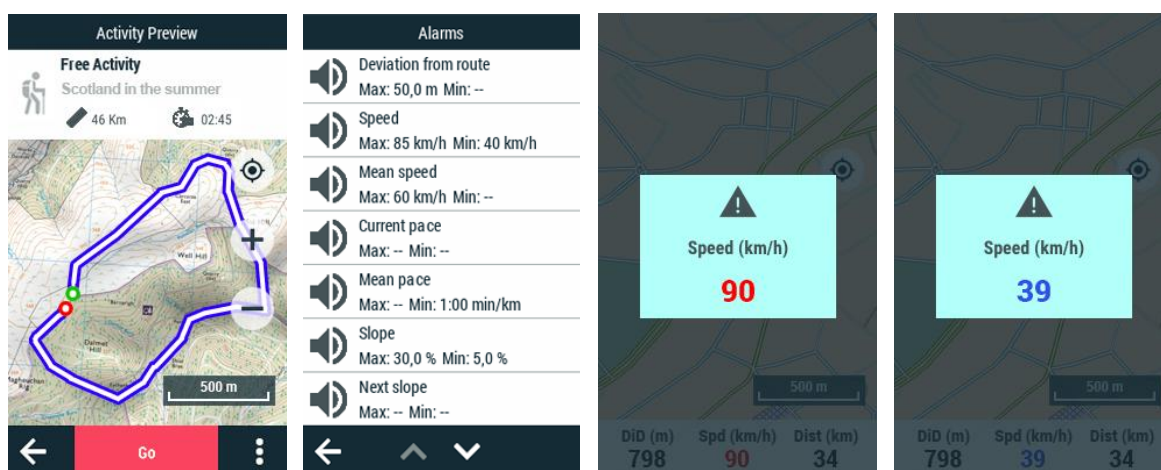 Activity Preview
Free Activity
Scotland in the summer
46 Km 02:45
Well Hill
Dalmet
Hill
500 m
Go
Alarms
Deviation from route
Max: 50,0 m Min: --
Speed
Max: 85 km/h Min: 40 km/h
Mean speed
Max: 60 km/h Min: --
Current pace
Max: -- Min: --
Mean pace
Max: -- Min: 1:00 min/km
Slope
Max: 30,0 % Min: 5,0 %
Next slope
Max: -- Min: --
Speed (km/h)
90
500 m
DiD (m) Spd (km/h) Dist (km)
798 90 34
Speed (km/h)
39
500 m
DiD (m) Spd (km/h) Dist (km)
798 39 34